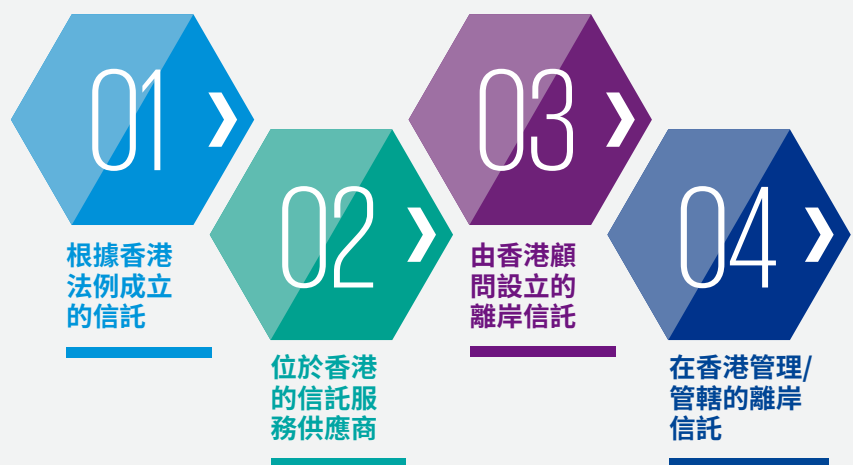 01
根據香港
法例成立
的信託
02
位於香港
的信託服
務供應商
03
由香港顧
問設立的
離岸信託
04
在香港管理/
管轄的離岸
信託